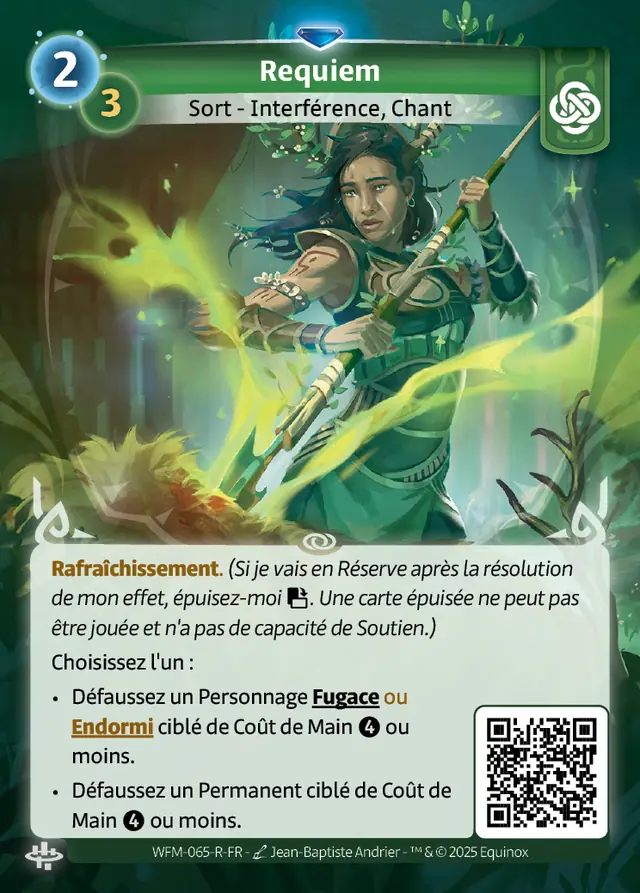 2
Requiem
3
Sort - Interférence, Chant
Rafraîchissement. (Si je vais en Réserve après la résolution
de mon effet, épuisez-moi. Une carte épuisée ne peut pas
être jouée et n'a pas de capacité de Soutien.)
Choisissez l'un :
• Défaussez un Personnage Fugace ou
Endormi ciblé de Coût de Main 4 ou
moins.
• Défaussez un Permanent ciblé de Coût de
Main 4 ou moins.
WFM-065-R-FR - Jean-Baptiste Andrier - ™ & © 2025 Equinox